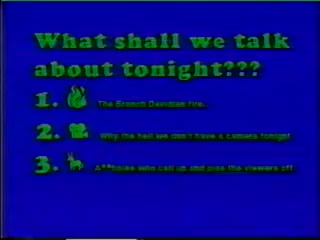 What shall we talk
about tonight???
1. The Branch Davidian fire.
2. Why the hell we don't have a camera tonight
3. A**holes who call up and piss the viewers off